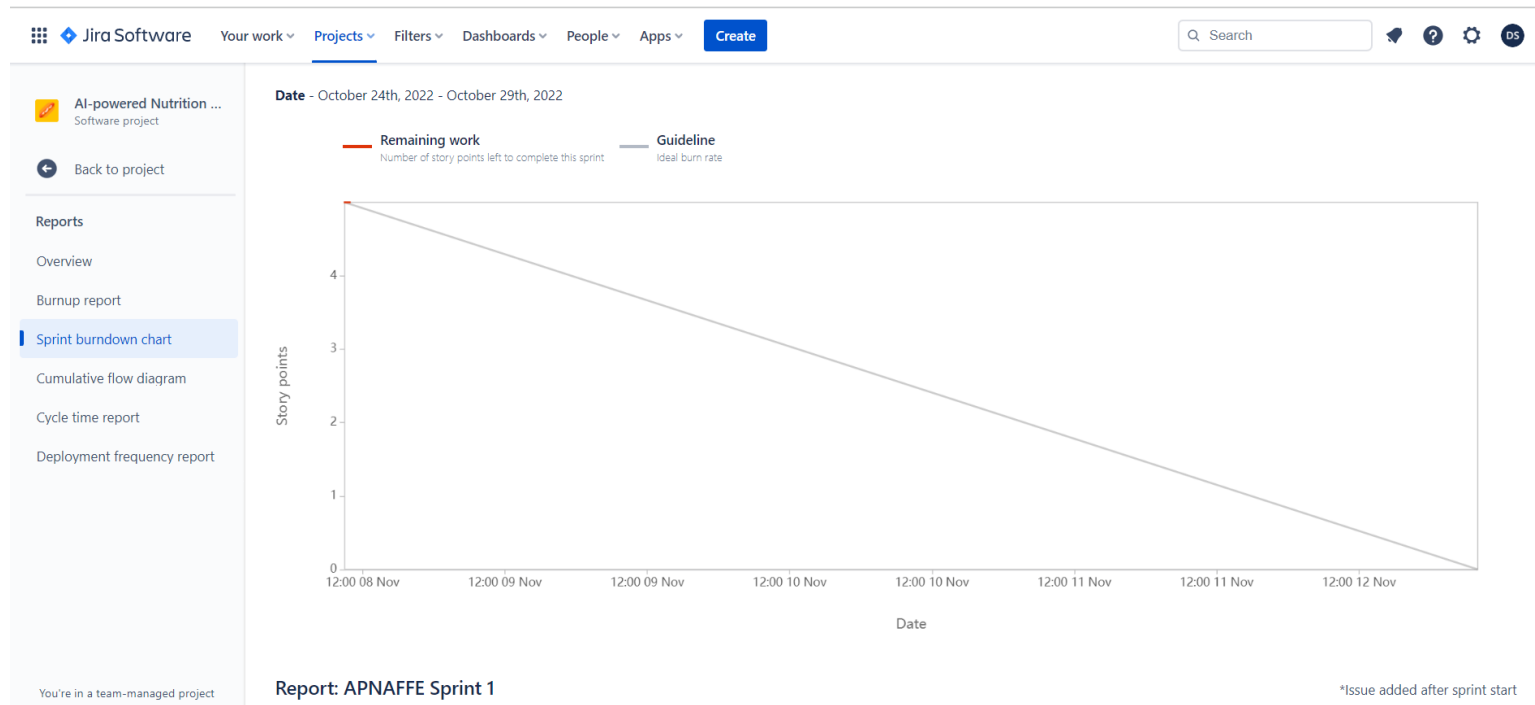 Jira Software Your work Projects Filters Dashboards People Apps Create Search DS
AI-powered Nutrition ...
Software project
Back to project
Reports
Overview
Burnup report
Sprint burndown chart
Cumulative flow diagram
Cycle time report
Deployment frequency report
You're in a team-managed project
Date - October 24th, 2022 - October 29th, 2022
Remaining work
Number of story points left to complete this sprint
Guideline
Ideal burn rate
Story points
4
3
2
1
0
12:00 08 Nov 12:00 09 Nov 12:00 09 Nov 12:00 10 Nov 12:00 10 Nov 12:00 11 Nov 12:00 11 Nov 12:00 12 Nov
Date
Report: APNAFFE Sprint 1
*Issue added after sprint start